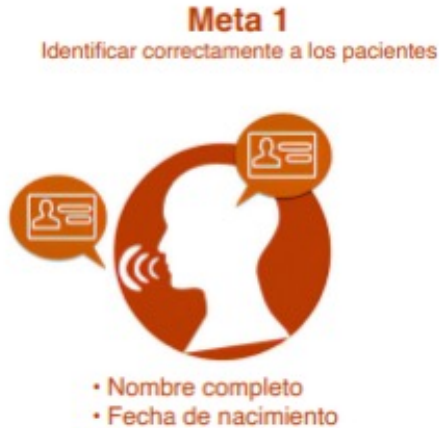 Meta 1
Identificar correctamente a los pacientes
• Nombre completo
• Fecha de nacimiento